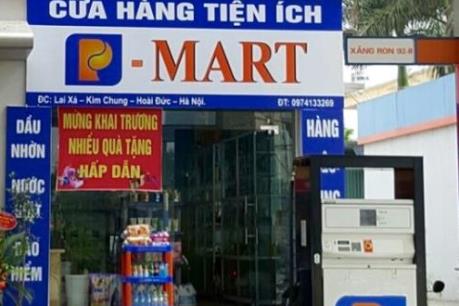 CỬA HÀNG TIỆN ÍCH
P - MART
ĐC: Lai Xá – Kim Chung – Hoài Đức – Hà Nội. ĐT: 0974133269
XĂNG RON 92-II
MỪNG KHAI TRƯƠNG
NHIỀU QUÀ TẶNG
HẤP DẪN
DẦU
NHỜN
NƯỚC
BẢO
HIỂM
HÀNG